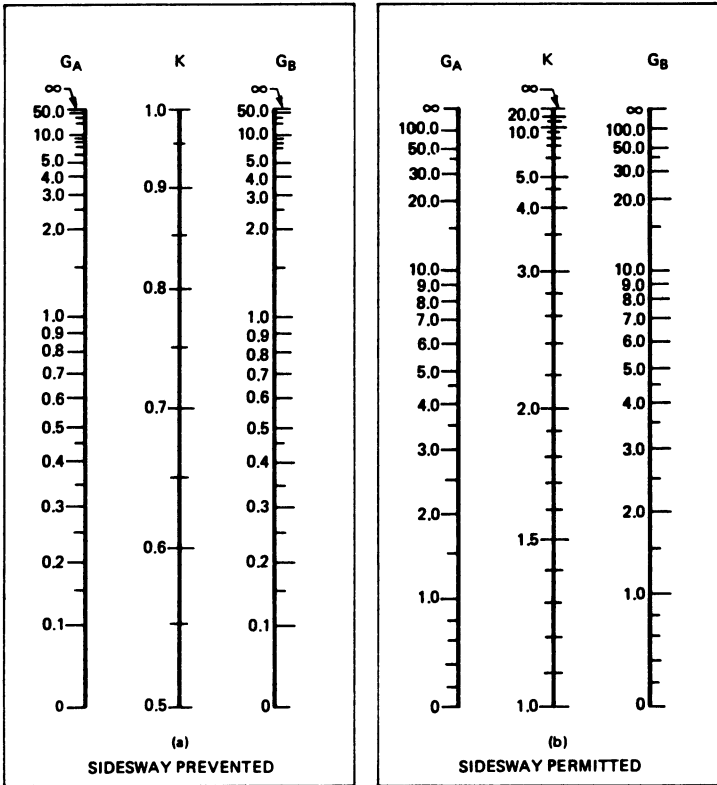 G_A K G_B
∞ ∞
50.0 1.0 50.0
10.0 10.0
5.0 0.9 5.0
4.0 4.0
3.0 3.0
2.0 2.0
0.8
1.0 1.0
0.9 0.9
0.8 0.8
0.7 0.7
0.6 0.7 0.6
0.5 0.5
0.4 0.4
0.3 0.3
0.2 0.6 0.2
0.1 0.1
0 0.5 0
(a)
SIDESWAY PREVENTED
G_A K G_B
∞ ∞ ∞
100.0 20.0 100.0
50.0 10.0 50.0
30.0 5.0 30.0
20.0 4.0 20.0
10.0 3.0 10.0
9.0 9.0
8.0 8.0
7.0 7.0
6.0 6.0
5.0 5.0
4.0 2.0 4.0
3.0 3.0
2.0 2.0
1.5
1.0 1.0
0 1.0 0
(b)
SIDESWAY PERMITTED